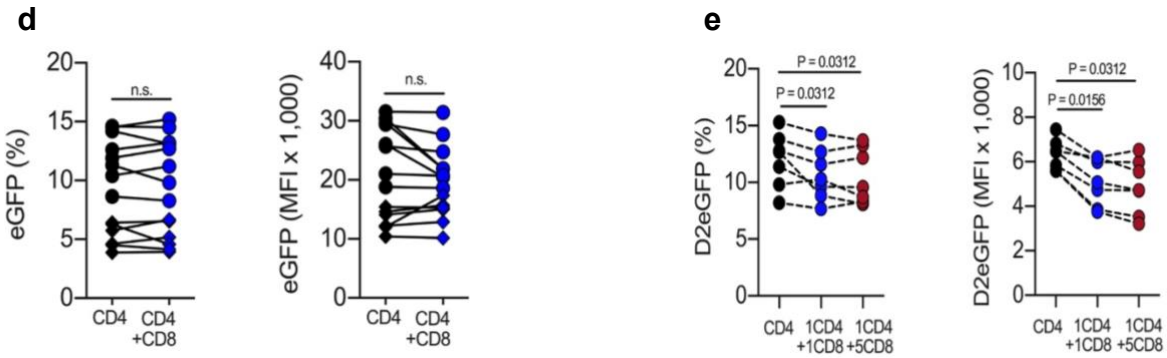 d
eGFP (%)
20
15
10
5
0
n.s.
CD4
CD4
+CD8
eGFP (MFI x 1,000)
40
30
20
10
0
n.s.
CD4
CD4
+CD8
e
D2eGFP (%)
20
15
10
5
0
P = 0.0312
P = 0.0312
CD4
1CD4
+1CD8
1CD4
+5CD8
D2eGFP (MFI x 1,000)
10
8
6
4
2
0
P = 0.0312
P = 0.0156
CD4
1CD4
+1CD8
1CD4
+5CD8